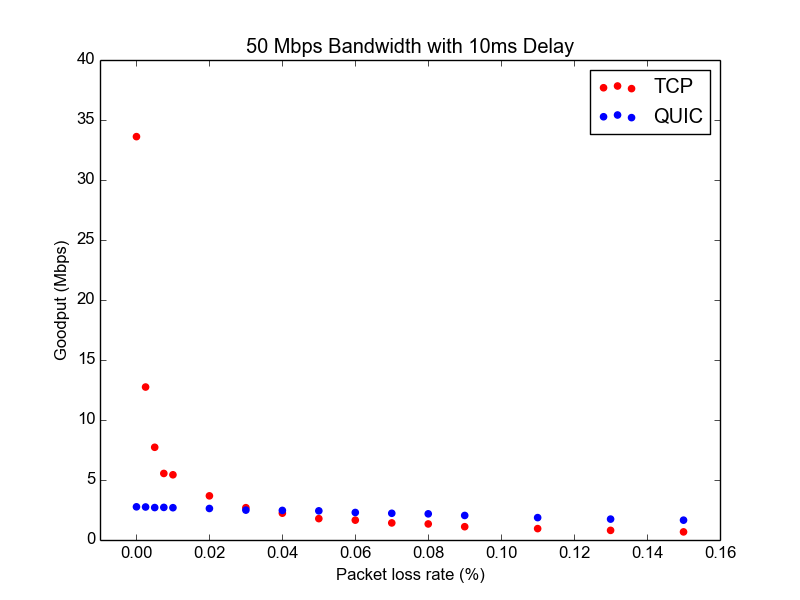 50 Mbps Bandwidth with 10ms Delay
TCP
QUIC
Goodput (Mbps)
40
35
30
25
20
15
10
5
0
0.00 0.02 0.04 0.06 0.08 0.10 0.12 0.14 0.16
Packet loss rate (%)